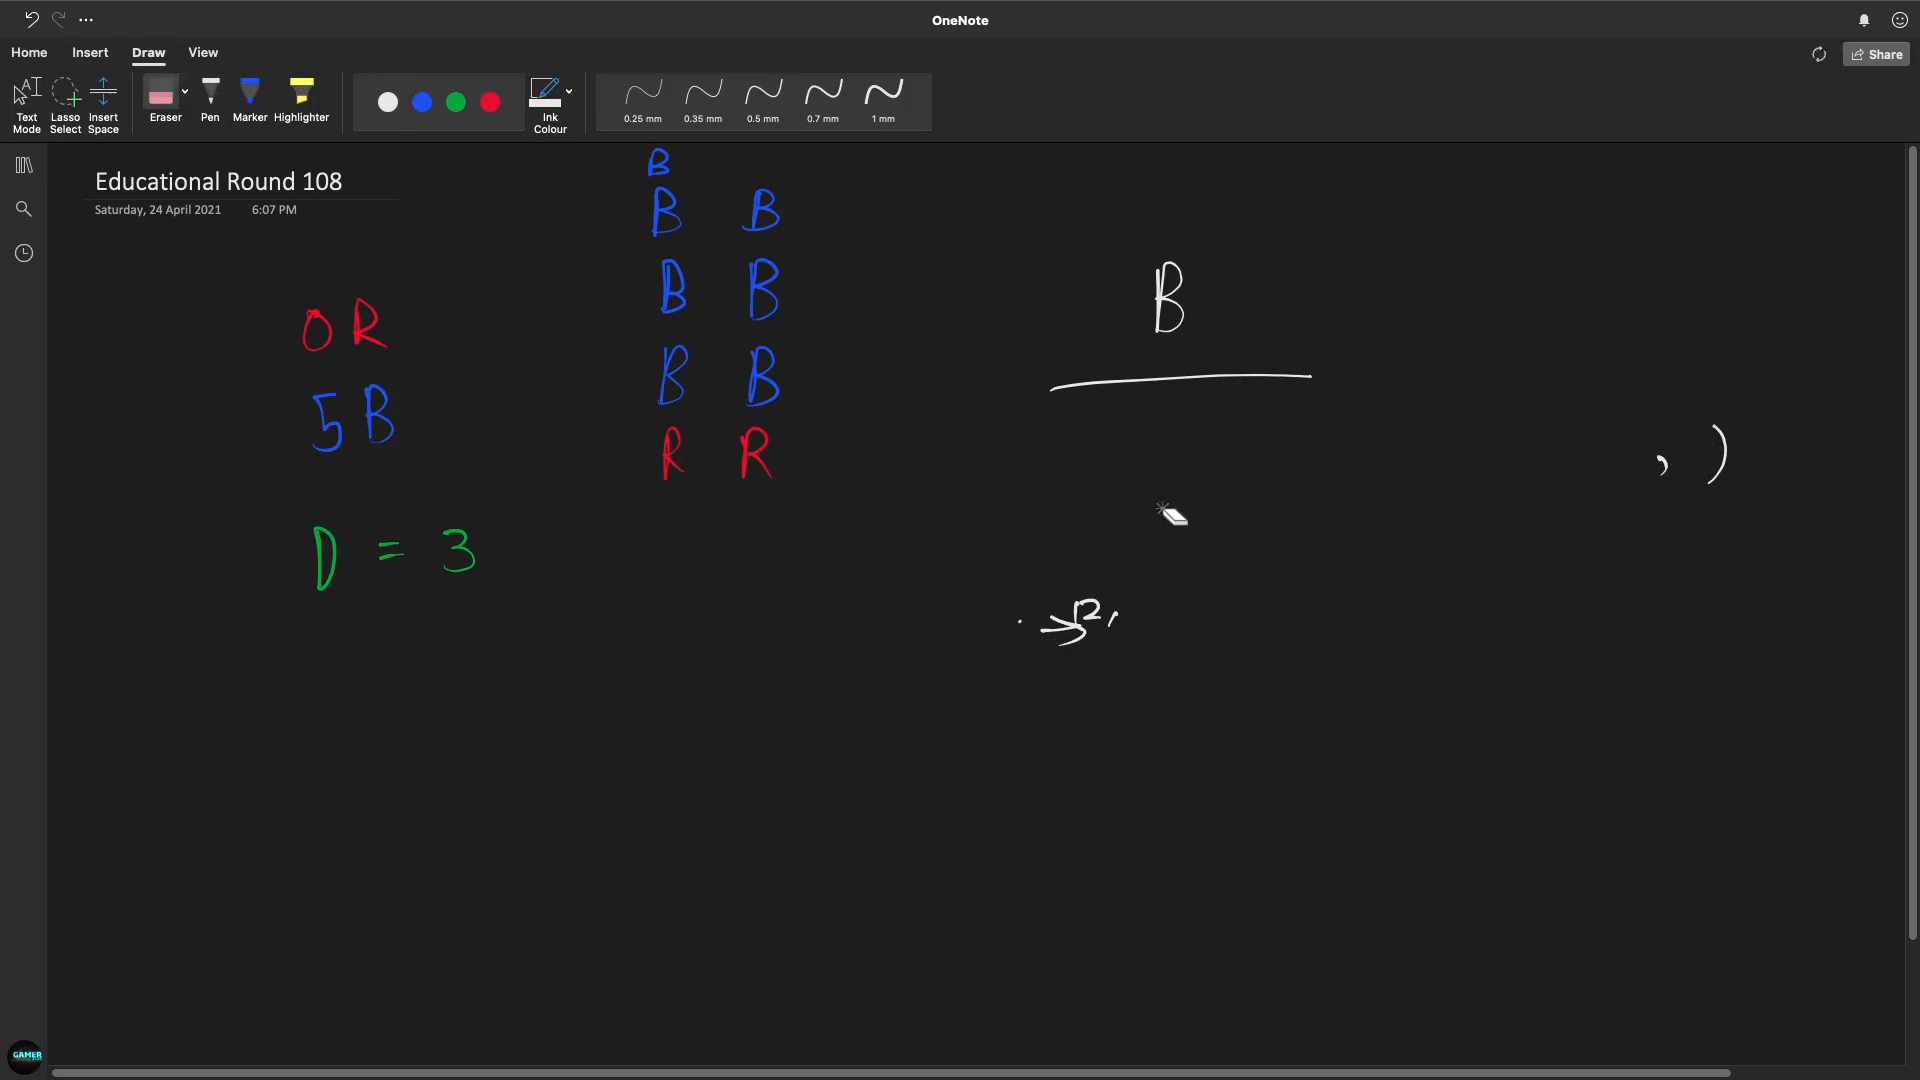 OneNote
Home Insert Draw View
Share
Text Mode
Lasso Select
Insert Space
Eraser
Pen
Marker
Highlighter
Ink Colour
0.25 mm
0.35 mm
0.5 mm
0.7 mm
1 mm
Educational Round 108
Saturday, 24 April 2021 6:07 PM
0 R
5 B
D = 3
B
B B
B B
B B
R R
B
, )
GAMER